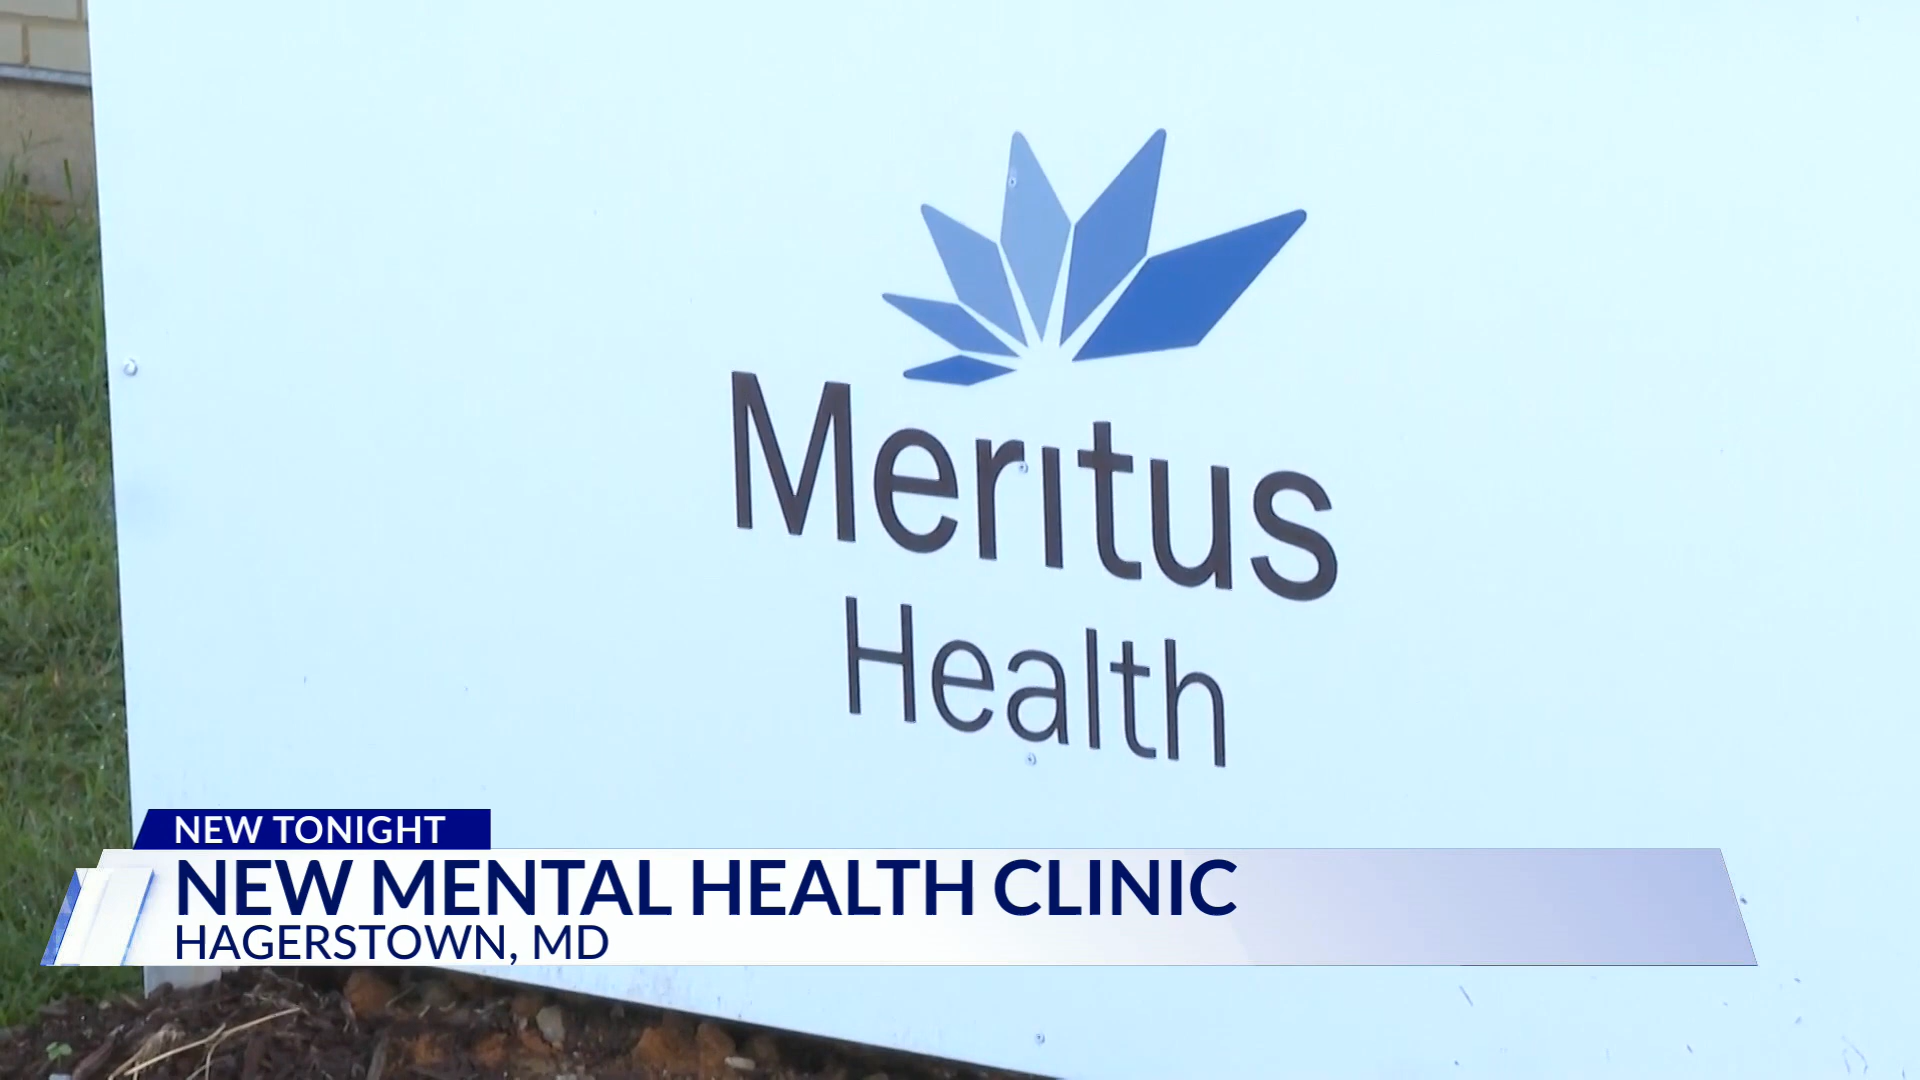 Meritus
Health
NEW TONIGHT
NEW MENTAL HEALTH CLINIC
HAGERSTOWN, MD